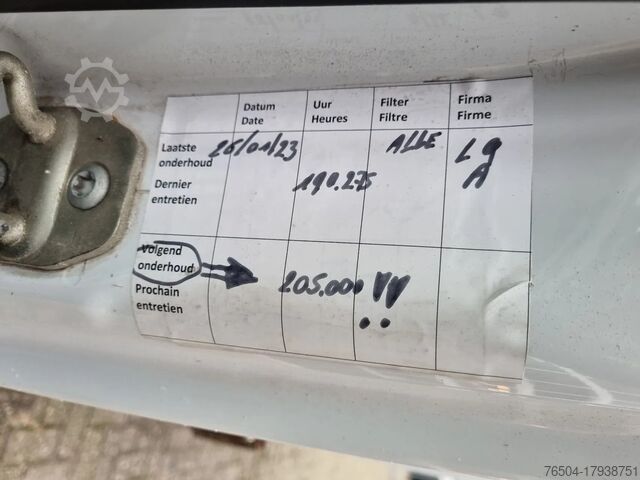 Datum Uur Filter Firma
Date Heures Filtre Firme
Laatste 26/01/23 ALLE Lg
onderhoud A
Dernier 190.275
entretien
Volgend
onderhoud 205.000 !!
Prochain
entretien
76504-17938751